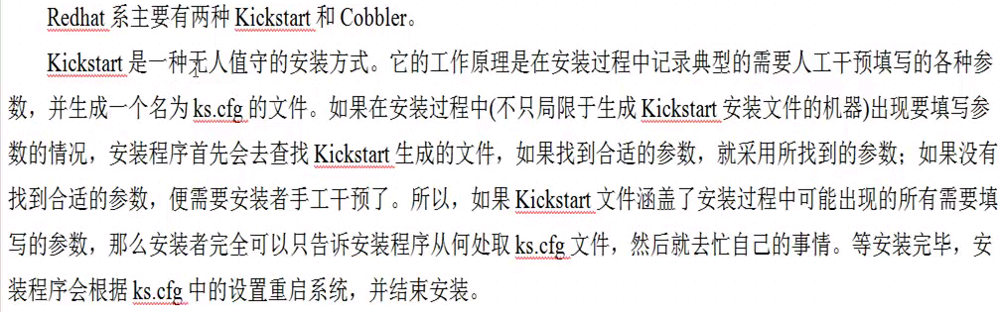 Redhat 系主要有两种 Kickstart 和 Cobbler。
Kickstart 是一种无人值守的安装方式。它的工作原理是在安装过程中记录典型的需要人工干预填写的各种参
数，并生成一个名为 ks.cfg 的文件。如果在安装过程中(不只局限于生成 Kickstart 安装文件的机器)出现要填写参
数的情况，安装程序首先会去查找 Kickstart 生成的文件，如果找到合适的参数，就采用所找到的参数；如果没有
找到合适的参数，便需要安装者手工干预了。所以，如果 Kickstart 文件涵盖了安装过程中可能出现的所有需要填
写的参数，那么安装者完全可以只告诉安装程序从何处取 ks.cfg 文件，然后就去忙自己的事情。等安装完毕，安
装程序会根据 ks.cfg 中的设置重启系统，并结束安装。